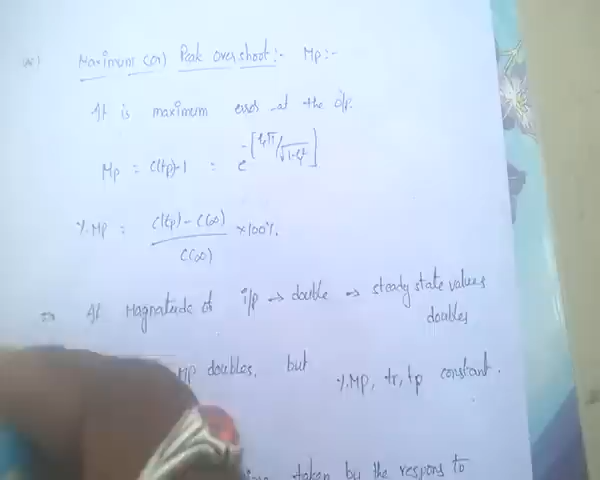 Maximum (or) Peak overshoot :- Mp :-
It is maximum error at the o/p.
Mp = C(tp)-1 = e^-[ξπ/√1-ξ²]
%Mp = C(tp) - C(∞) / C(∞) ×100%.
⇒ If Magnitude of i/p → double → steady state values
doubles
Mp doubles, but %Mp, tr, tp constant.
taken by the respons to